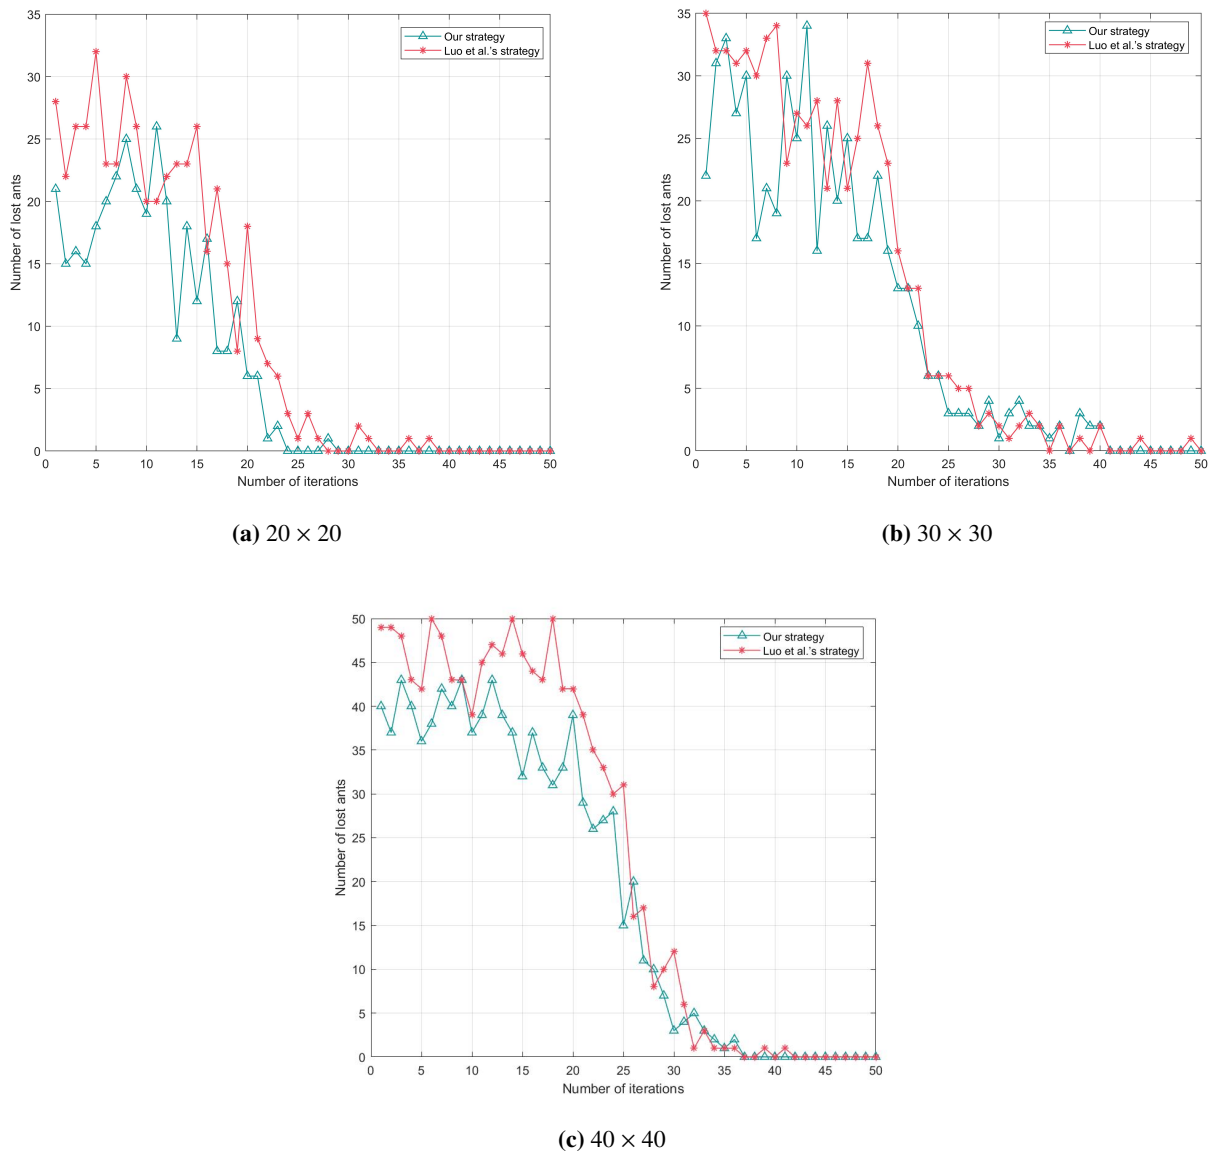 35
30
25
20
15
10
5
0
Number of lost ants
Our strategy
Luo et al.'s strategy
0 5 10 15 20 25 30 35 40 45 50
Number of iterations
(a) 20 × 20
35
30
25
20
15
10
5
0
Number of lost ants
Our strategy
Luo et al.'s strategy
0 5 10 15 20 25 30 35 40 45 50
Number of iterations
(b) 30 × 30
50
45
40
35
30
25
20
15
10
5
0
Number of lost ants
Our strategy
Luo et al.'s strategy
0 5 10 15 20 25 30 35 40 45 50
Number of iterations
(c) 40 × 40